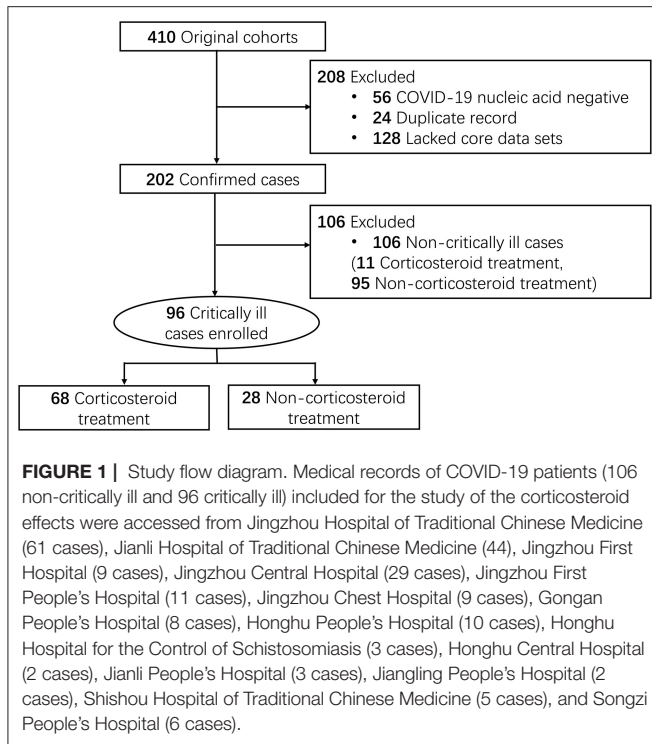 410 Original cohorts
208 Excluded
• 56 COVID-19 nucleic acid negative
• 24 Duplicate record
• 128 Lacked core data sets
202 Confirmed cases
106 Excluded
• 106 Non-critically ill cases
(11 Corticosteroid treatment,
95 Non-corticosteroid treatment)
96 Critically ill
cases enrolled
68 Corticosteroid
treatment
28 Non-corticosteroid
treatment
FIGURE 1 | Study flow diagram. Medical records of COVID-19 patients (106
non-critically ill and 96 critically ill) included for the study of the corticosteroid
effects were accessed from Jingzhou Hospital of Traditional Chinese Medicine
(61 cases), Jianli Hospital of Traditional Chinese Medicine (44), Jingzhou First
Hospital (9 cases), Jingzhou Central Hospital (29 cases), Jingzhou First
People's Hospital (11 cases), Jingzhou Chest Hospital (9 cases), Gongan
People's Hospital (8 cases), Honghu People's Hospital (10 cases), Honghu
Hospital for the Control of Schistosomiasis (3 cases), Honghu Central Hospital
(2 cases), Jianli People's Hospital (3 cases), Jiangling People's Hospital (2
cases), Shishou Hospital of Traditional Chinese Medicine (5 cases), and Songzi
People's Hospital (6 cases).